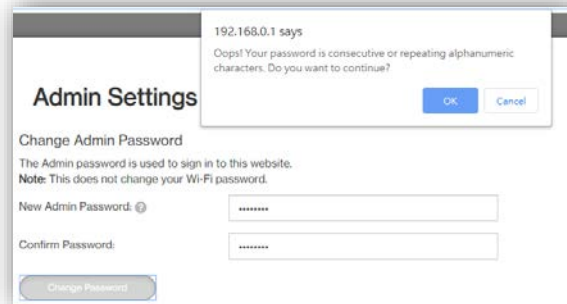 192.168.0.1 says
Oops! Your password is consecutive or repeating alphanumeric
characters. Do you want to continue?
OK
Cancel
Admin Settings
Change Admin Password
The Admin password is used to sign in to this website.
Note: This does not change your Wi-Fi password.
New Admin Password: ?
••••••••
Confirm Password:
••••••••
Change Password